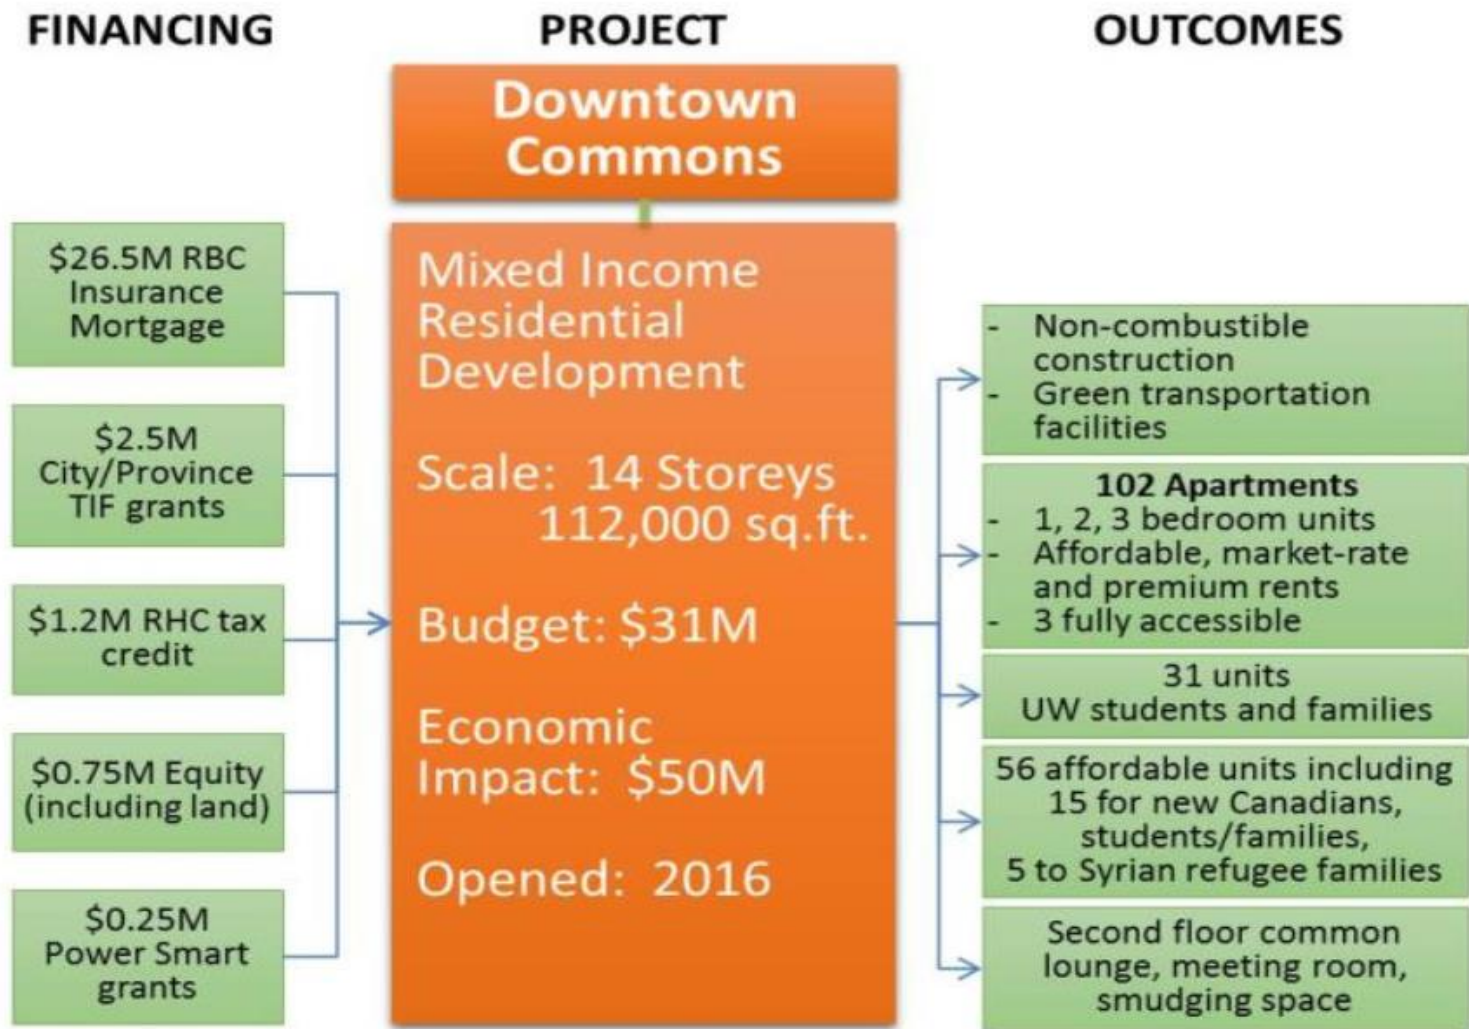 FINANCING
PROJECT
OUTCOMES
Downtown
Commons
$26.5M RBC
Insurance
Mortgage
$2.5M
City/Province
TIF grants
$1.2M RHC tax
credit
$0.75M Equity
(including land)
$0.25M
Power Smart
grants
Mixed Income
Residential
Development
Scale: 14 Storeys
112,000 sq.ft.
Budget: $31M
Economic
Impact: $50M
Opened: 2016
- Non-combustible
construction
- Green transportation
facilities
102 Apartments
- 1, 2, 3 bedroom units
- Affordable, market-rate
and premium rents
- 3 fully accessible
31 units
UW students and families
56 affordable units including
15 for new Canadians,
students/families,
5 to Syrian refugee families
Second floor common
lounge, meeting room,
smudging space